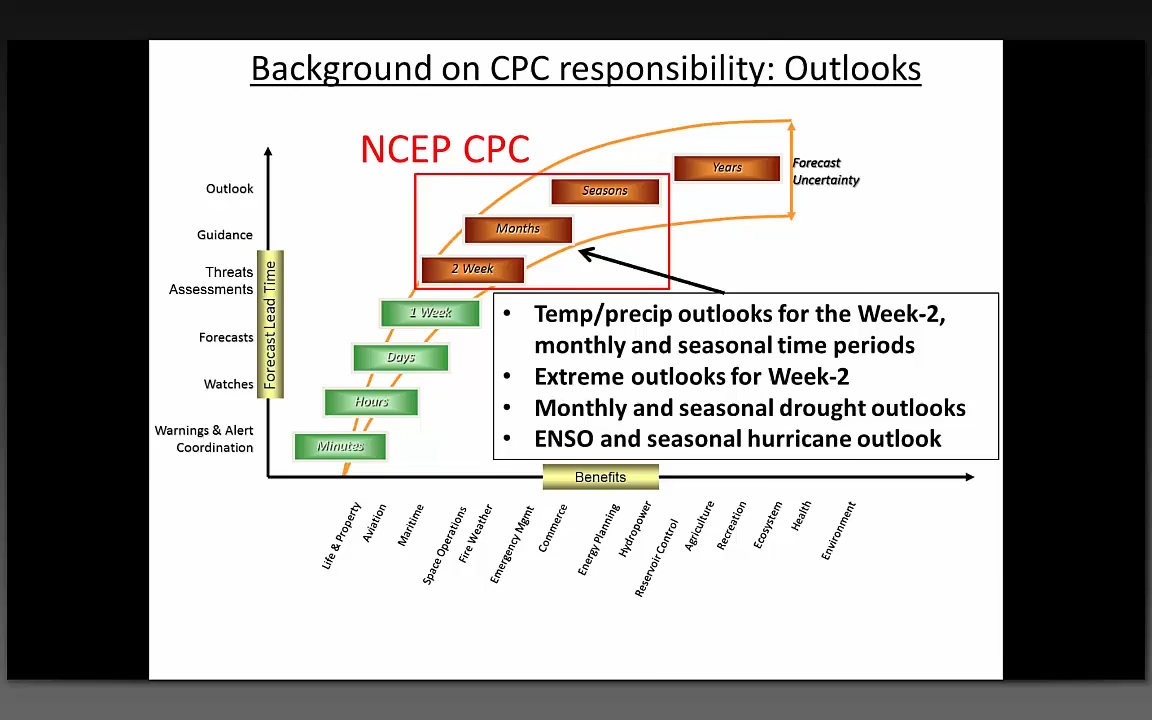 Background on CPC responsibility: Outlooks
NCEP CPC
Years
Forecast
Uncertainty
Outlook
Seasons
Guidance
Months
Threats
Assessments
2 Week
1 Week
Forecasts
Days
Watches
Hours
Warnings & Alert
Coordination
Minutes
Forecast Lead Time
• Temp/precip outlooks for the Week-2,
monthly and seasonal time periods
• Extreme outlooks for Week-2
• Monthly and seasonal drought outlooks
• ENSO and seasonal hurricane outlook
Benefits
Life & Property
Aviation
Maritime
Space Operations
Fire Weather
Emergency Mgmt
Commerce
Energy Planning
Hydropower
Reservoir Control
Agriculture
Recreation
Ecosystem
Health
Environment